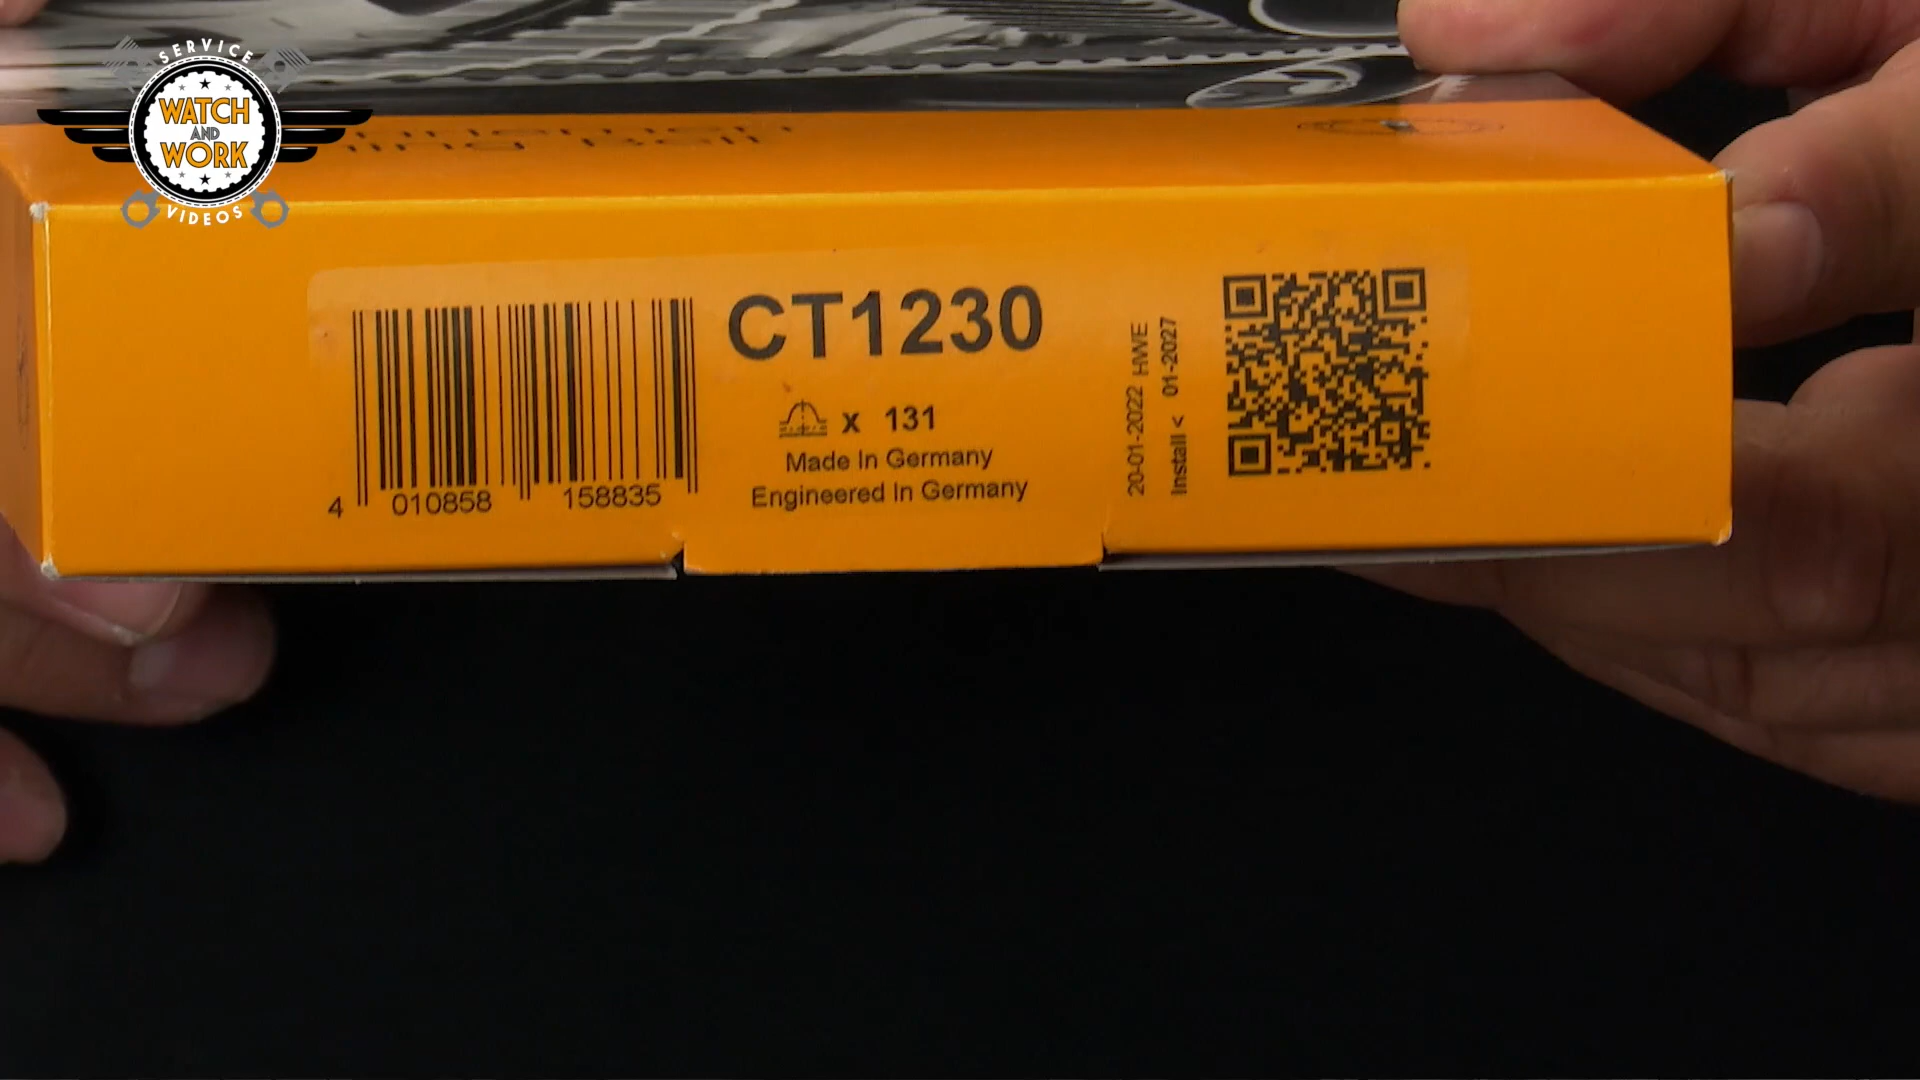 SERVICE
WATCH
AND
WORK
VIDEOS
CT1230
x 131
Made In Germany
Engineered In Germany
4 010858 158835
20-01-2022 HWE
Install < 01-2027